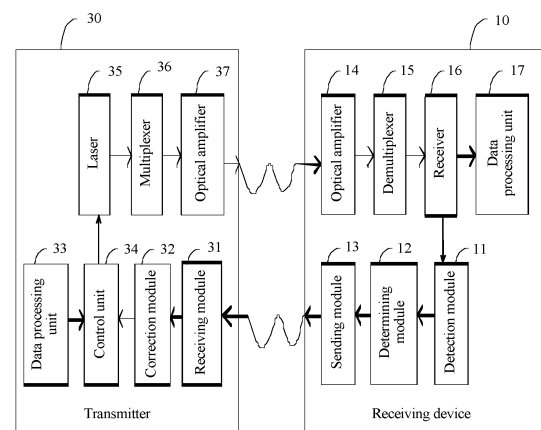 30
10
35
36
37
14
15
16
17
Laser
Multiplexer
Optical amplifier
Optical amplifier
Demultiplexer
Receiver
Data
processing unit
33
34
32
31
13
12
11
Data processing
unit
Control unit
Correction module
Receiving module
Sending module
Determining
module
Detection module
Transmitter
Receiving device